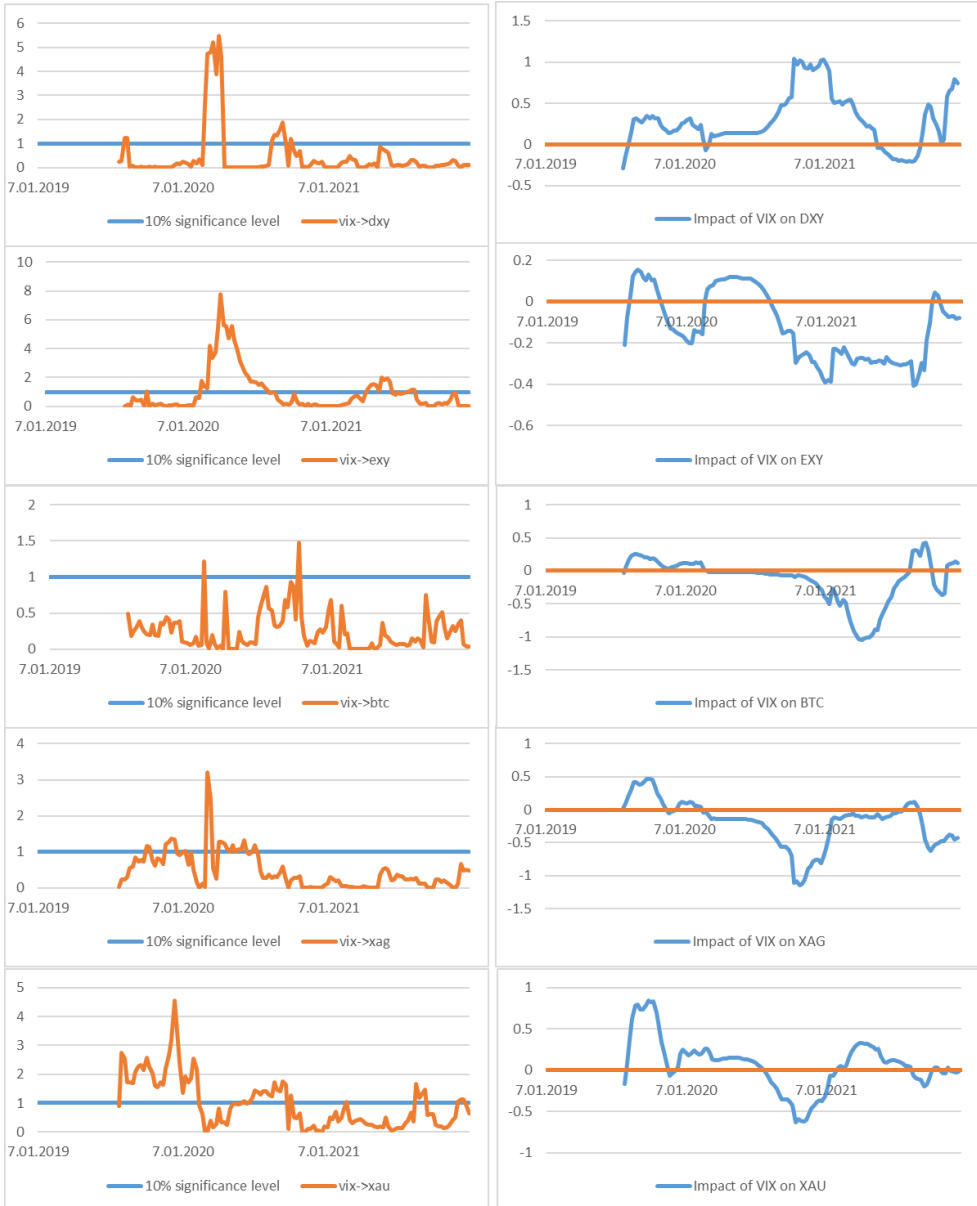 6
5
4
3
2
1
0
7.01.2019 7.01.2020 7.01.2021
10% significance level vix->dxy
1.5
1
0.5
0
7.01.2019 7.01.2020 7.01.2021
-0.5
Impact of VIX on DXY
10
8
6
4
2
0
7.01.2019 7.01.2020 7.01.2021
10% significance level vix->exy
0.2
0
7.01.2019 7.01.2020 7.01.2021
-0.2
-0.4
-0.6
Impact of VIX on EXY
2
1.5
1
0.5
0
7.01.2019 7.01.2020 7.01.2021
10% significance level vix->btc
1
0.5
0
7.01.2019 7.01.2020 7.01.2021
-0.5
-1
-1.5
Impact of VIX on BTC
4
3
2
1
0
7.01.2019 7.01.2020 7.01.2021
10% significance level vix->xag
1
0.5
0
7.01.2019 7.01.2020 7.01.2021
-0.5
-1
-1.5
Impact of VIX on XAG
5
4
3
2
1
0
7.01.2019 7.01.2020 7.01.2021
10% significance level vix->xau
1
0.5
0
7.01.2019 7.01.2020 7.01.2021
-0.5
-1
Impact of VIX on XAU